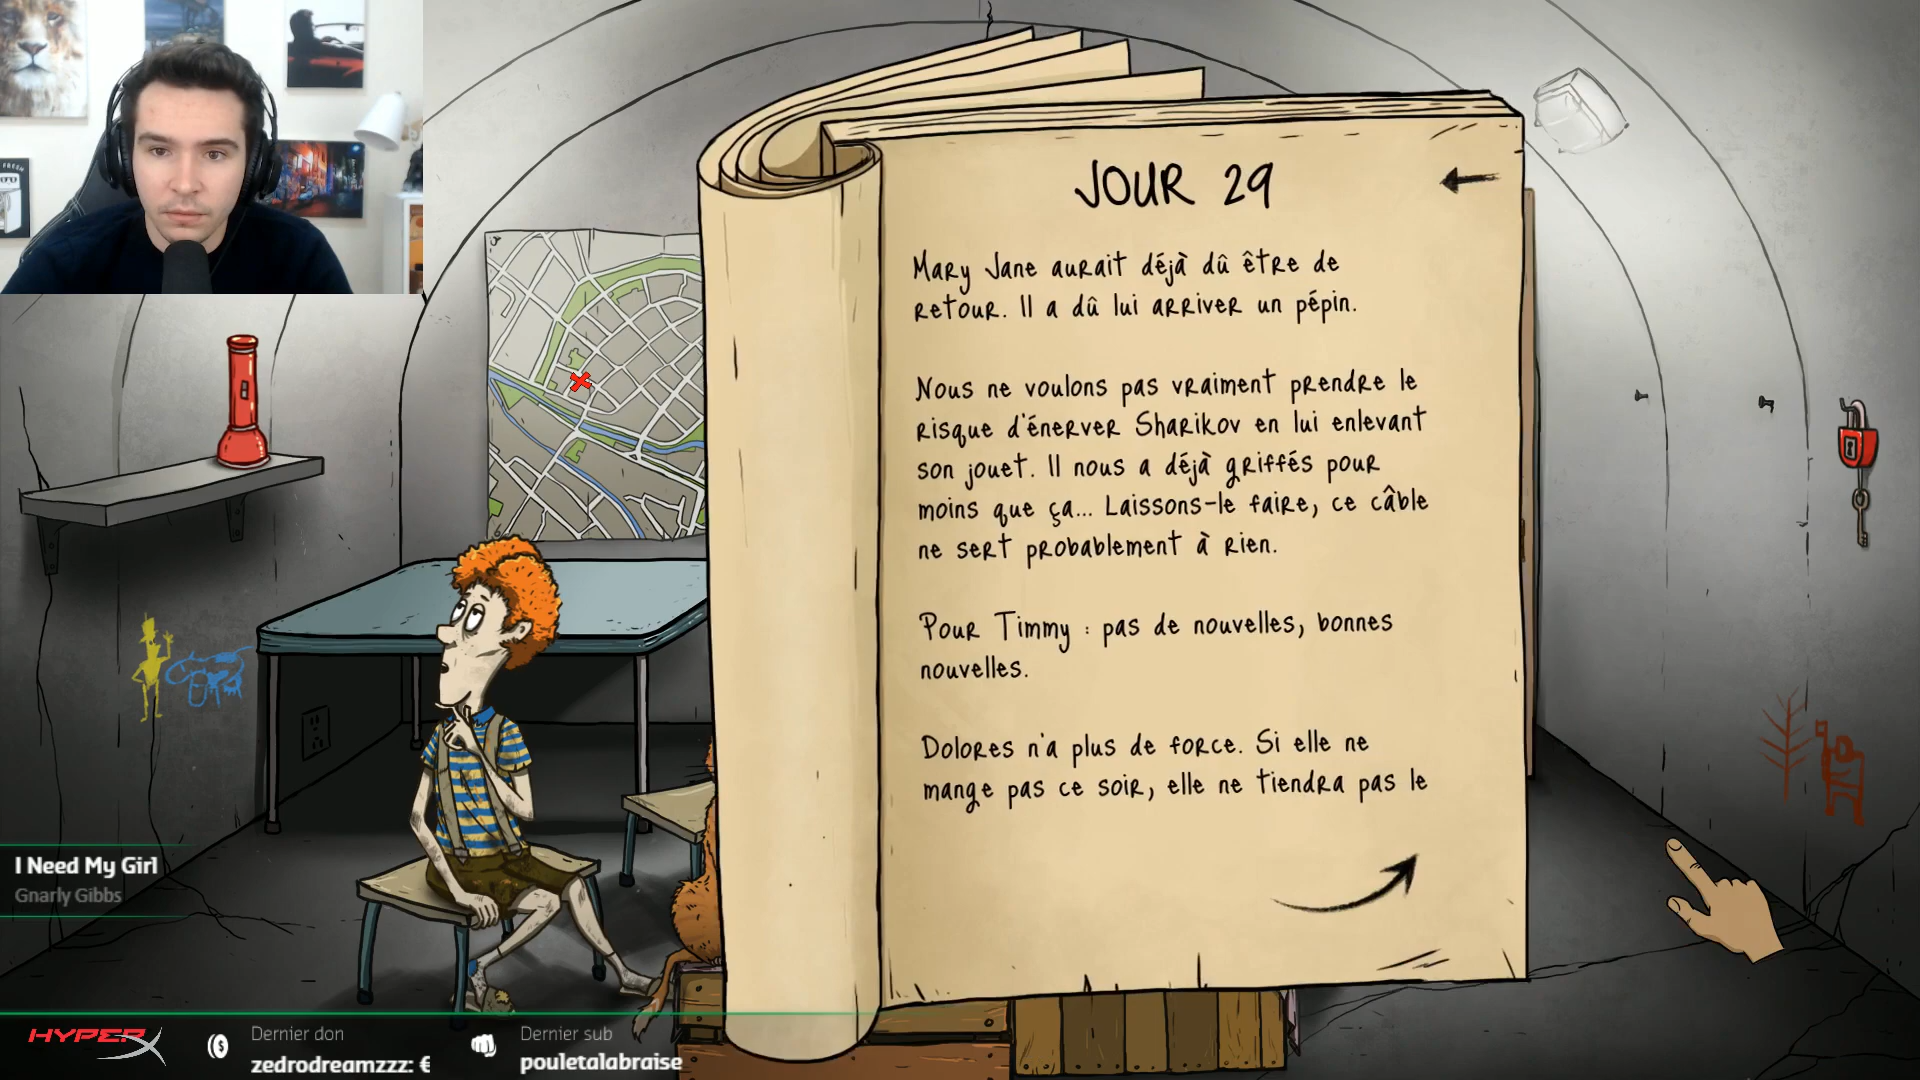 FRESH
JOUR 29
Mary Jane aurait déjà dû être de
retour. Il a dû lui arriver un pépin.
Nous ne voulons pas vraiment prendre le
risque d'énerver Sharikov en lui enlevant
son jouet. Il nous a déjà griffés pour
moins que ça... Laissons-le faire, ce câble
ne sert probablement à rien.
Pour Timmy : pas de nouvelles, bonnes
nouvelles.
Dolores n'a plus de force. Si elle ne
mange pas ce soir, elle ne tiendra pas le
I Need My Girl
Gnarly Gibbs
HYPERX
Dernier don
zedrodreamzzz: €
Dernier sub
pouletalabraise